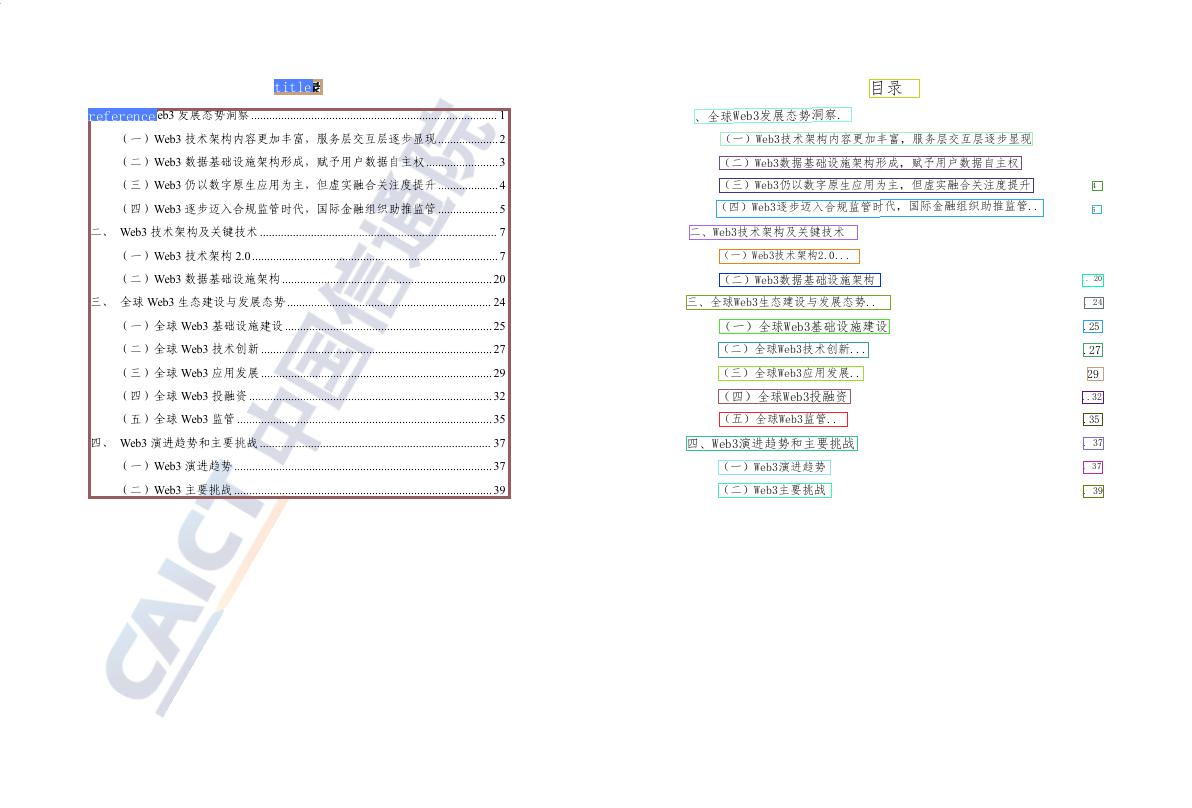 title录
reference eb3 发展态势洞察 1
（一）Web3 技术架构内容更加丰富，服务层交互层逐步显现 2
（二）Web3 数据基础设施架构形成，赋予用户数据自主权 3
（三）Web3 仍以数字原生应用为主，但虚实融合关注度提升 4
（四）Web3 逐步迈入合规监管时代，国际金融组织助推监管 5
二、 Web3 技术架构及关键技术 7
（一）Web3 技术架构 2.0 7
（二）Web3 数据基础设施架构 20
三、 全球 Web3 生态建设与发展态势 24
（一）全球 Web3 基础设施建设 25
（二）全球 Web3 技术创新 27
（三）全球 Web3 应用发展 29
（四）全球 Web3 投融资 32
（五）全球 Web3 监管 35
四、 Web3 演进趋势和主要挑战 37
（一）Web3 演进趋势 37
（二）Web3 主要挑战 39
CAICT 中国信通院
目录
、全球Web3发展态势洞察.
（一）Web3技术架构内容更加丰富，服务层交互层逐步显现
（二）Web3数据基础设施架构形成，赋予用户数据自主权
（三）Web3仍以数字原生应用为主，但虚实融合关注度提升
（四）Web3逐步迈入合规监管时代，国际金融组织助推监管..
二、Web3技术架构及关键技术
（一）Web3技术架构2.0...
（二）Web3数据基础设施架构 . 20
三、全球Web3生态建设与发展态势.. . 24
（一）全球Web3基础设施建设 .25
（二）全球Web3技术创新... .27
（三）全球Web3应用发展.. 29
（四）全球Web3投融资 ..32
（五）全球Web3监管.. .35
四、Web3演进趋势和主要挑战 . 37
（一）Web3演进趋势 . 37
（二）Web3主要挑战 . 39